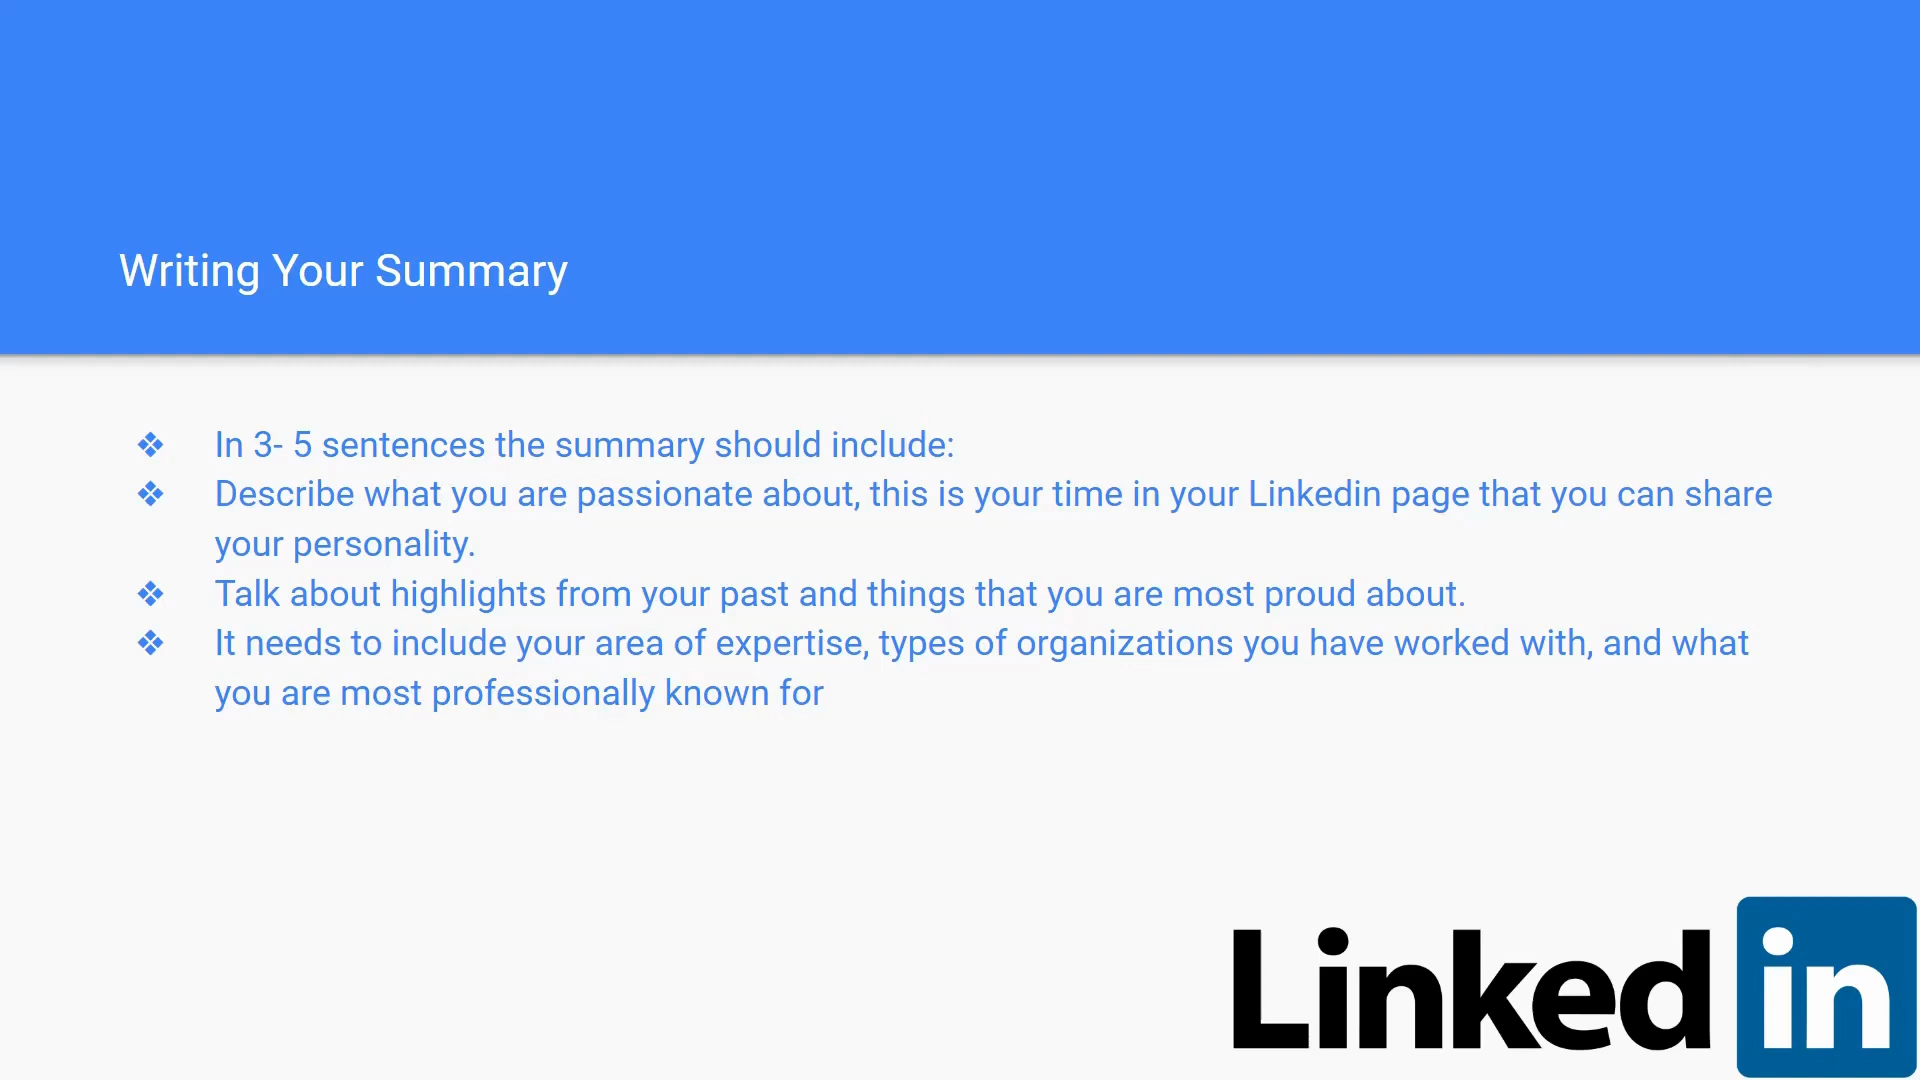 Writing Your Summary
❖ In 3- 5 sentences the summary should include:
❖ Describe what you are passionate about, this is your time in your Linkedin page that you can share
your personality.
❖ Talk about highlights from your past and things that you are most proud about.
❖ It needs to include your area of expertise, types of organizations you have worked with, and what
you are most professionally known for
Linked in